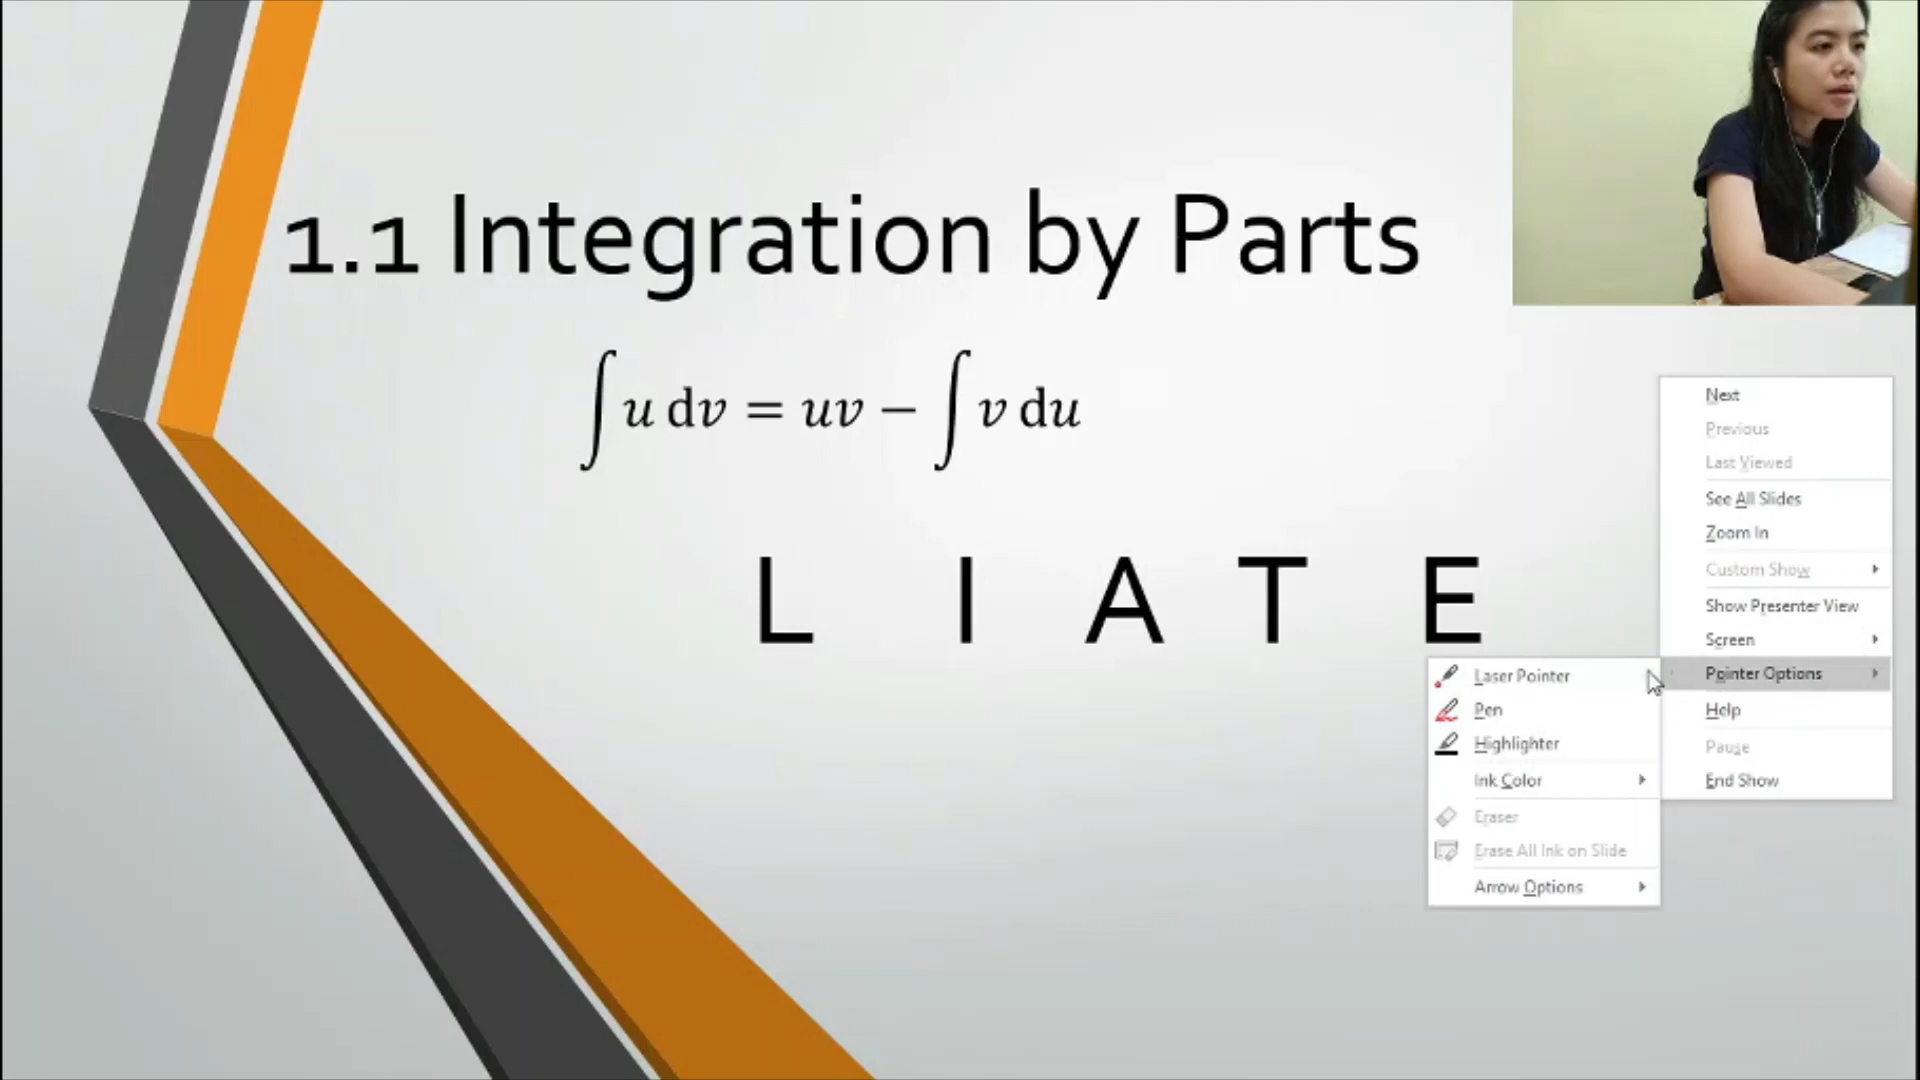 1.1 Integration by Parts
∫ u dv = uv − ∫ v du
L I A T E
Next
Previous
Last Viewed
See All Slides
Zoom In
Custom Show
Show Presenter View
Screen
Pointer Options
Help
Pause
End Show
Laser Pointer
Pen
Highlighter
Ink Color
Eraser
Erase All Ink on Slide
Arrow Options